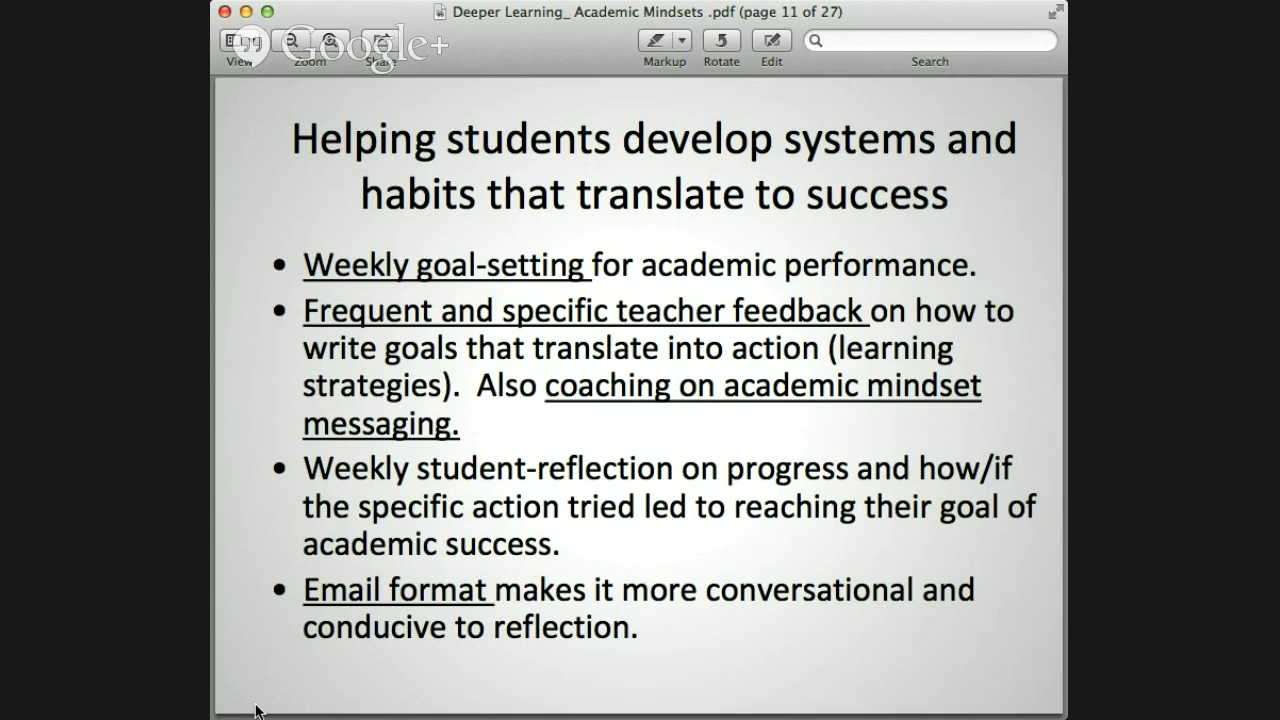 Deeper Learning_ Academic Mindsets .pdf (page 11 of 27)
Google+
View Zoom Share Markup Rotate Edit Search
Helping students develop systems and
habits that translate to success
• Weekly goal-setting for academic performance.
• Frequent and specific teacher feedback on how to
write goals that translate into action (learning
strategies). Also coaching on academic mindset
messaging.
• Weekly student-reflection on progress and how/if
the specific action tried led to reaching their goal of
academic success.
• Email format makes it more conversational and
conducive to reflection.